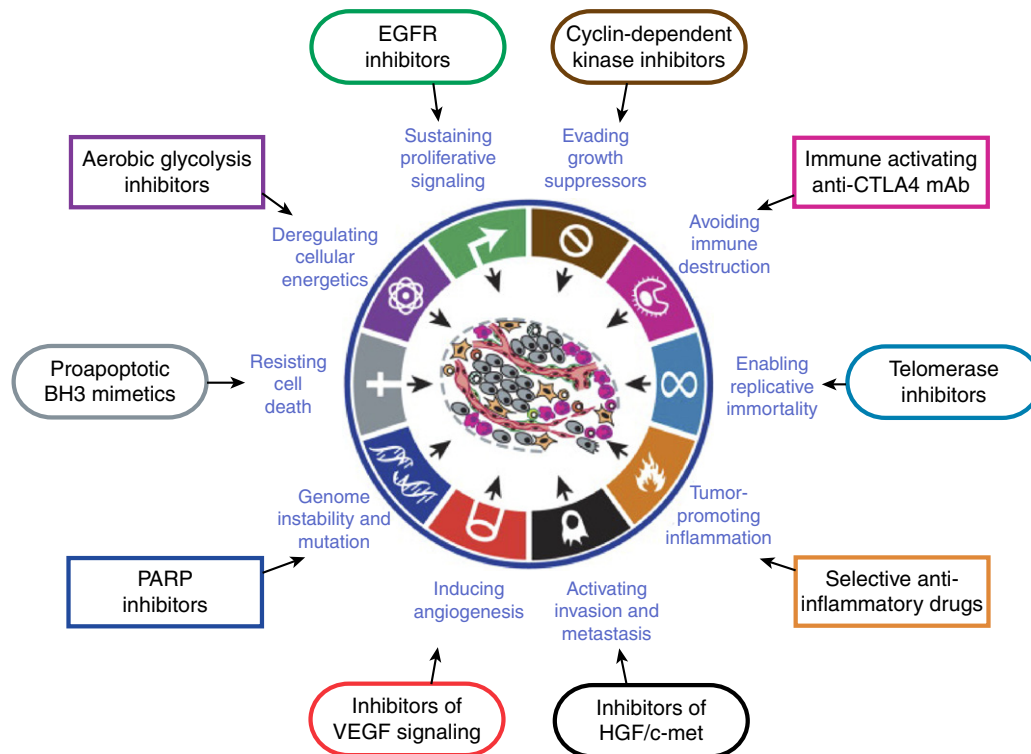 EGFR
inhibitors
Cyclin-dependent
kinase inhibitors
Sustaining
proliferative
signaling
Evading
growth
suppressors
Aerobic glycolysis
inhibitors
Immune activating
anti-CTLA4 mAb
Deregulating
cellular
energetics
Avoiding
immune
destruction
Proapoptotic
BH3 mimetics
Resisting
cell
death
Enabling
replicative
immortality
Telomerase
inhibitors
Genome
instability and
mutation
Tumor-
promoting
inflammation
PARP
inhibitors
Inducing
angiogenesis
Activating
invasion and
metastasis
Selective anti-
inflammatory drugs
Inhibitors of
VEGF signaling
Inhibitors of
HGF/c-met